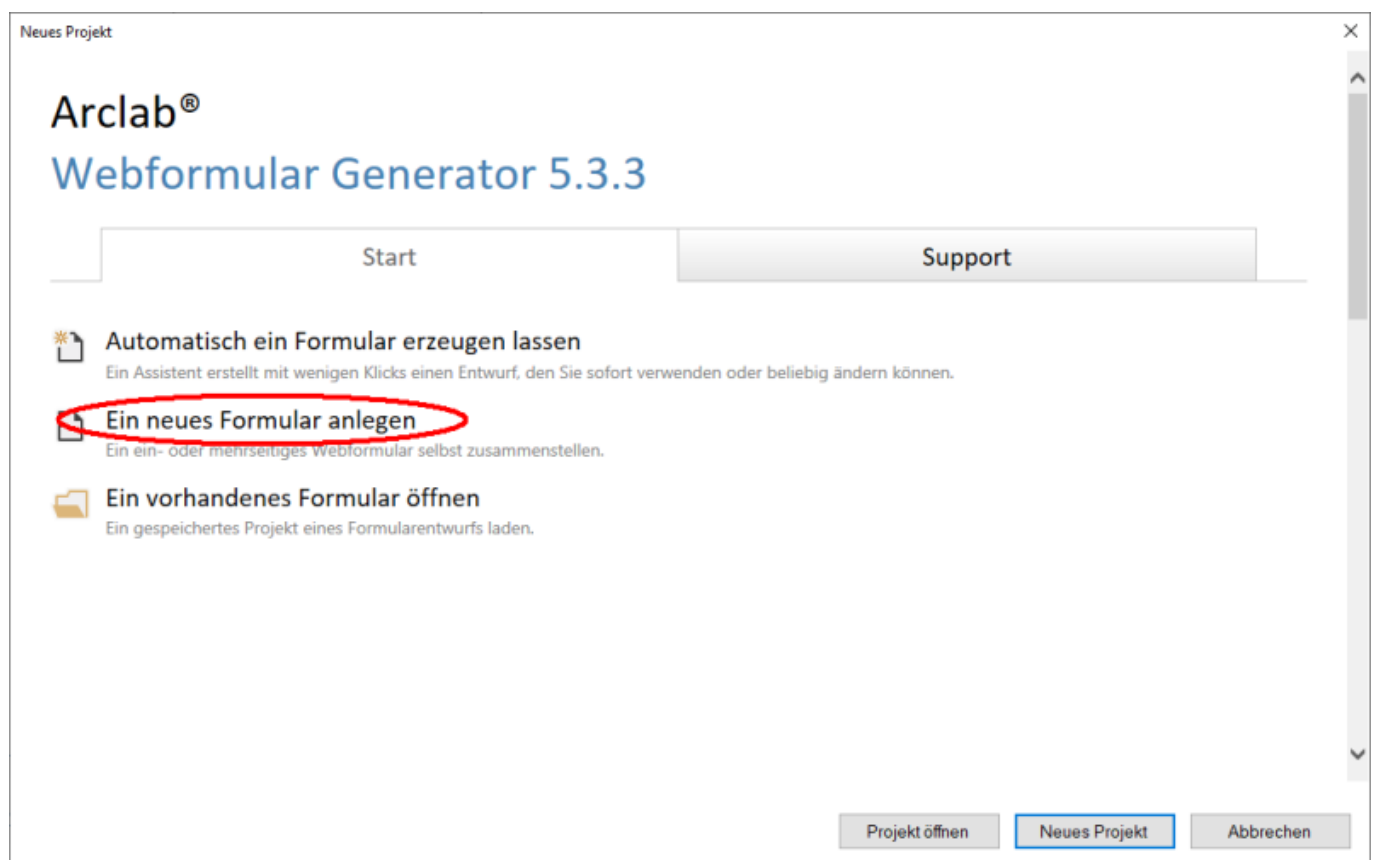 Neues Projekt
Arclab®
Webformular Generator 5.3.3
Start
Support
Automatisch ein Formular erzeugen lassen
Ein Assistent erstellt mit wenigen Klicks einen Entwurf, den Sie sofort verwenden oder beliebig ändern können.
Ein neues Formular anlegen
Ein ein- oder mehrseitiges Webformular selbst zusammenstellen.
Ein vorhandenes Formular öffnen
Ein gespeichertes Projekt eines Formularentwurfs laden.
Projekt öffnen
Neues Projekt
Abbrechen